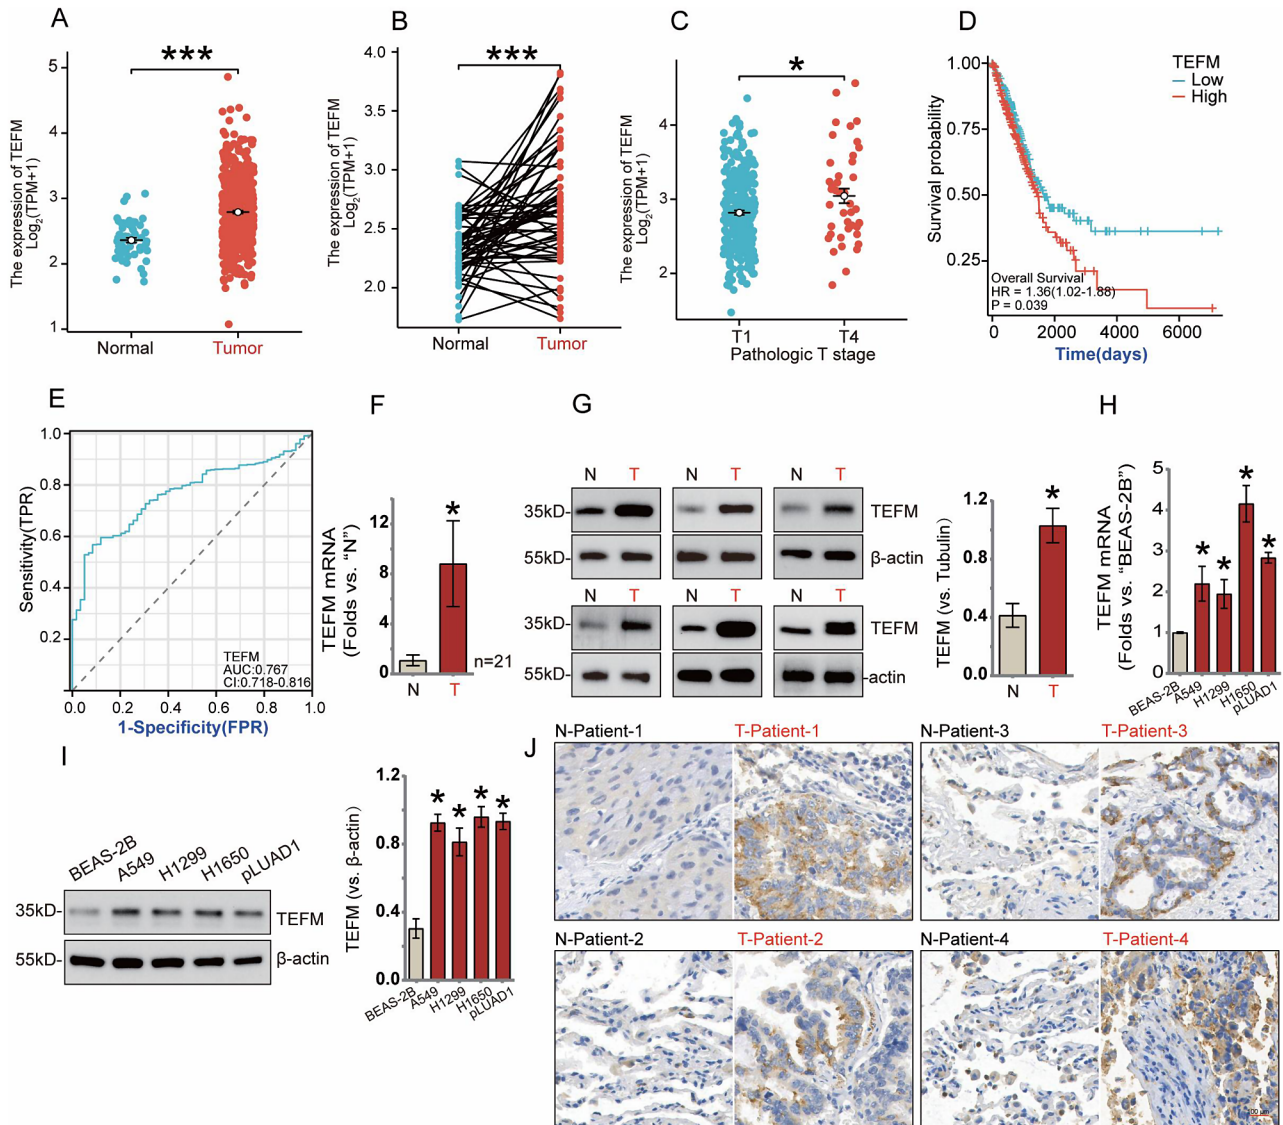 A
The expression of TEFM
Log2(TPM+1)
5
4
3
2
1
***
Normal
Tumor
B
The expression of TEFM
Log2(TPM+1)
4.0
3.5
3.0
2.5
2.0
***
Normal
Tumor
C
The expression of TEFM
Log2(TPM+1)
4
3
2
*
T1
T4
Pathologic T stage
D
Survival probability
1.00
0.75
0.50
0.25
TEFM
Low
High
Overall Survival
HR = 1.36(1.02-1.88)
P = 0.039
0
2000
4000
6000
Time(days)
E
Sensitivity(TPR)
1.0
0.8
0.6
0.4
0.2
TEFM
AUC:0.767
CI:0.718-0.816
0.0
0.2
0.4
0.6
0.8
1.0
1-Specificity(FPR)
F
TEFM mRNA
(Folds vs. “N”)
12
8
4
0
*
n=21
N
T
G
N
T
N
T
N
T
35kD-
TEFM
55kD-
β-actin
N
T
N
T
N
T
35kD-
TEFM
55kD-
-actin
TEFM (vs. Tubulin)
1.2
0.8
0.4
0.0
*
N
T
H
TEFM mRNA
(Folds vs. “BEAS-2B”)
5
4
3
2
1
0
*
*
*
*
BEAS-2B
A549
H1299
H1650
pLUAD1
I
BEAS-2B
A549
H1299
H1650
pLUAD1
35kD-
TEFM
55kD-
β-actin
TEFM (vs. β-actin)
1.2
0.8
0.4
0.0
*
*
*
*
BEAS-2B
A549
H1299
H1650
pLUAD1
J
N-Patient-1
T-Patient-1
N-Patient-3
T-Patient-3
N-Patient-2
T-Patient-2
N-Patient-4
T-Patient-4
100 μm